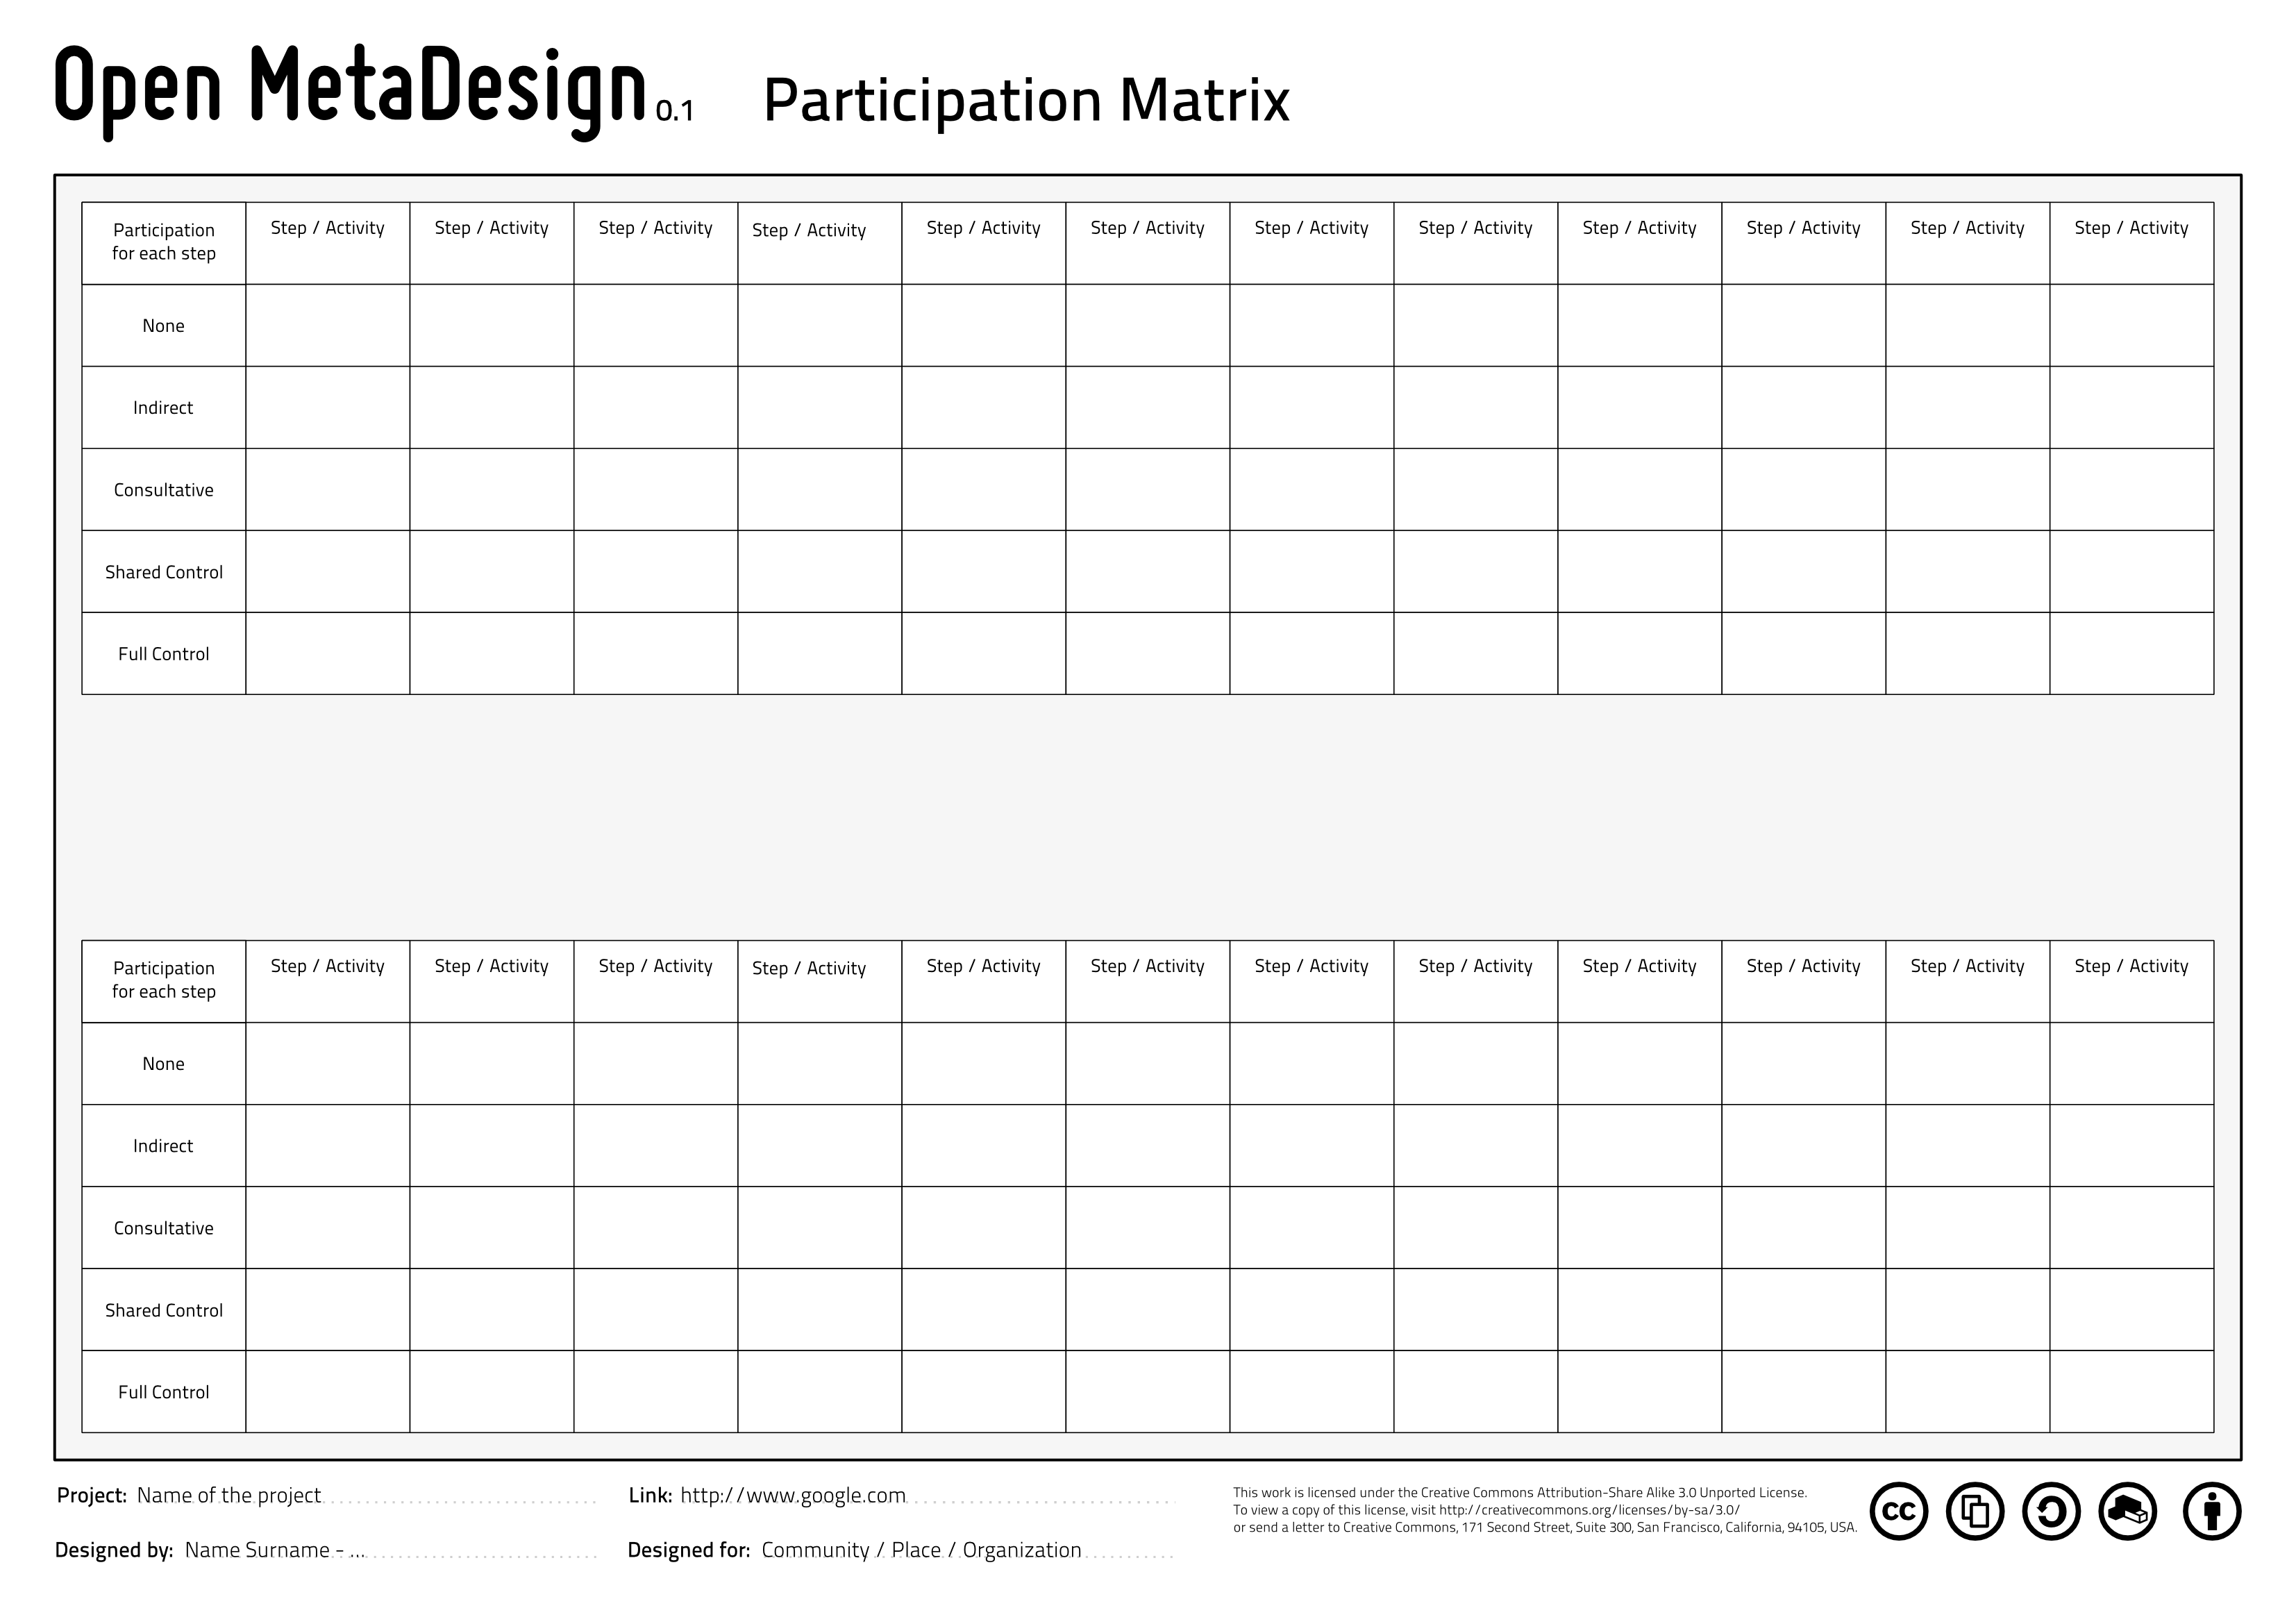 Open MetaDesign 0.1 Participation Matrix
Participation
for each step
Step / Activity Step / Activity Step / Activity Step / Activity Step / Activity Step / Activity Step / Activity Step / Activity Step / Activity Step / Activity Step / Activity Step / Activity
None
Indirect
Consultative
Shared Control
Full Control
Participation
for each step
Step / Activity Step / Activity Step / Activity Step / Activity Step / Activity Step / Activity Step / Activity Step / Activity Step / Activity Step / Activity Step / Activity Step / Activity
None
Indirect
Consultative
Shared Control
Full Control
Project: Name of the project
Link: http://www.google.com
Designed by: Name Surname - ...
Designed for: Community / Place / Organization
This work is licensed under the Creative Commons Attribution-Share Alike 3.0 Unported License.
To view a copy of this license, visit http://creativecommons.org/licenses/by-sa/3.0/
or send a letter to Creative Commons, 171 Second Street, Suite 300, San Francisco, California, 94105, USA.
cc